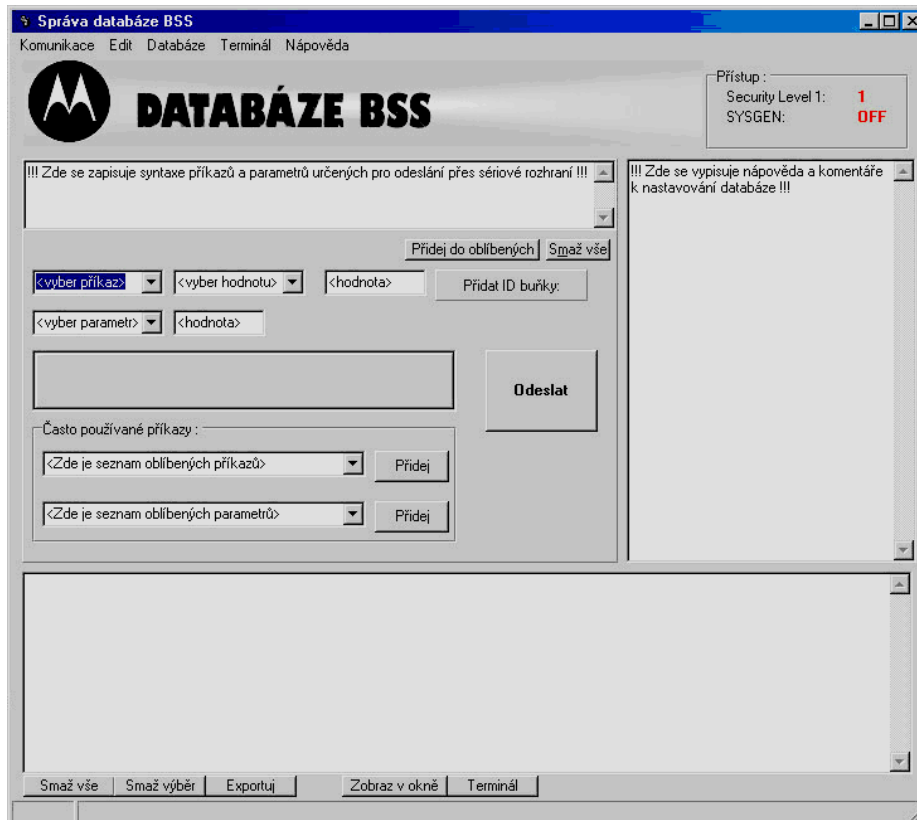 Správa databáze BSS
Komunikace Edit Databáze Terminál Nápověda
DATABÁZE BSS
Přístup :
Security Level 1: 1
SYSGEN: OFF
!!! Zde se zapisuje syntaxe příkazů a parametrů určených pro odeslání přes sériové rozhraní !!!
!!! Zde se vypisuje nápověda a komentáře
k nastavování databáze !!!
Přidej do oblíbených Smaž vše
<vyber příkaz> <vyber hodnotu> <hodnota> Přidat ID buňky:
<vyber parametr> <hodnota>
Odeslat
Často používané příkazy :
<Zde je seznam oblíbených příkazů> Přidej
<Zde je seznam oblíbených parametrů> Přidej
Smaž vše Smaž výběr Exportuj Zobraz v okně Terminál